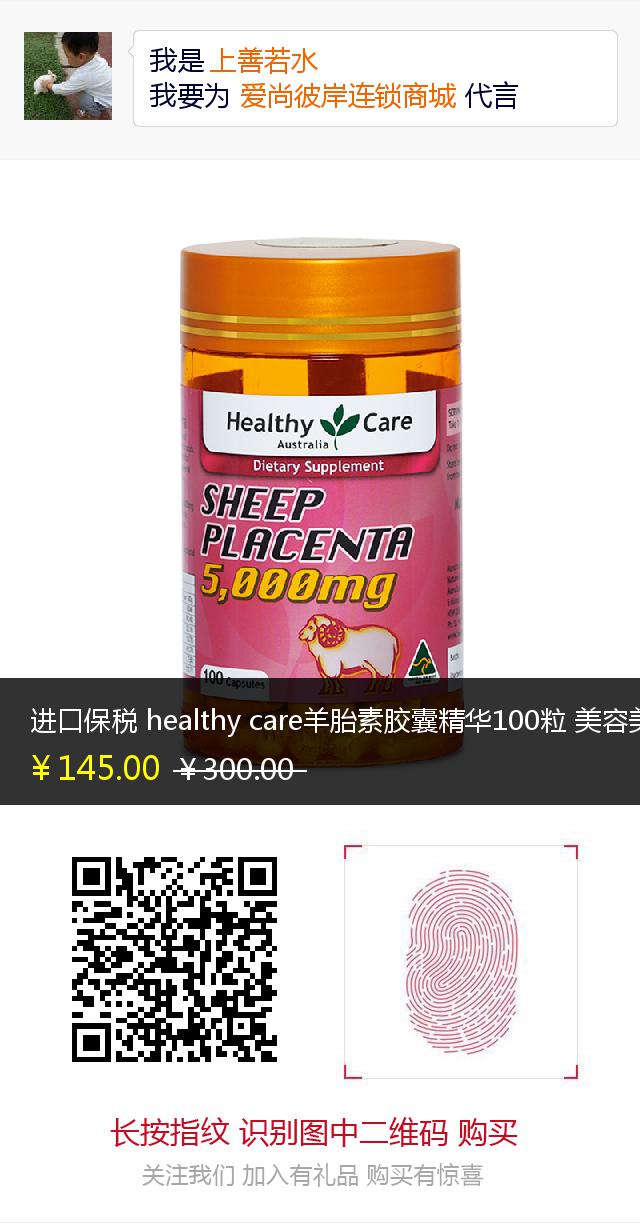 我是 上善若水
我要为 爱尚彼岸连锁商城 代言
Healthy Care
Australia
Dietary Supplement
SHEEP
PLACENTA
5,000mg
100 Capsules
进口保税 healthy care羊胎素胶囊精华100粒 美容
¥145.00 ¥300.00
长按指纹 识别图中二维码 购买
关注我们 加入有礼品 购买有惊喜